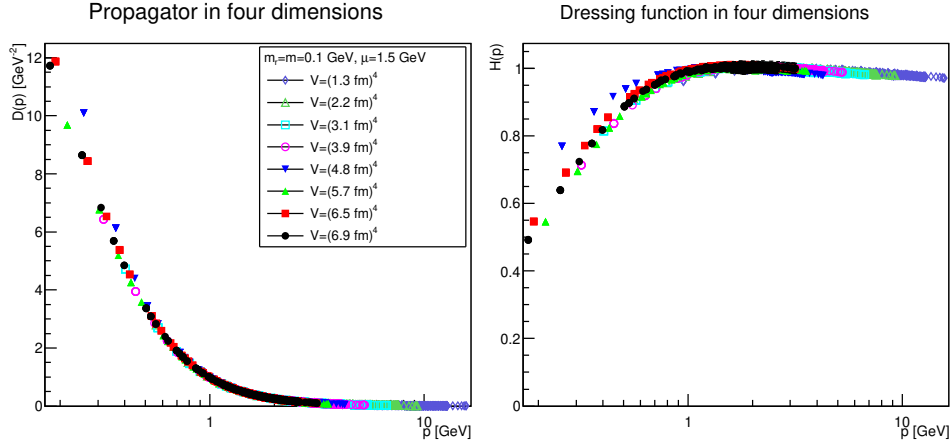 Propagator in four dimensions
D(p) [GeV⁻²]
12
10
8
6
4
2
0
mᵣ=m=0.1 GeV, μ=1.5 GeV
V=(1.3 fm)⁴
V=(2.2 fm)⁴
V=(3.1 fm)⁴
V=(3.9 fm)⁴
V=(4.8 fm)⁴
V=(5.7 fm)⁴
V=(6.5 fm)⁴
V=(6.9 fm)⁴
1
10
p [GeV]
Dressing function in four dimensions
H(p)
1
0.8
0.6
0.4
0.2
0
1
10
p [GeV]